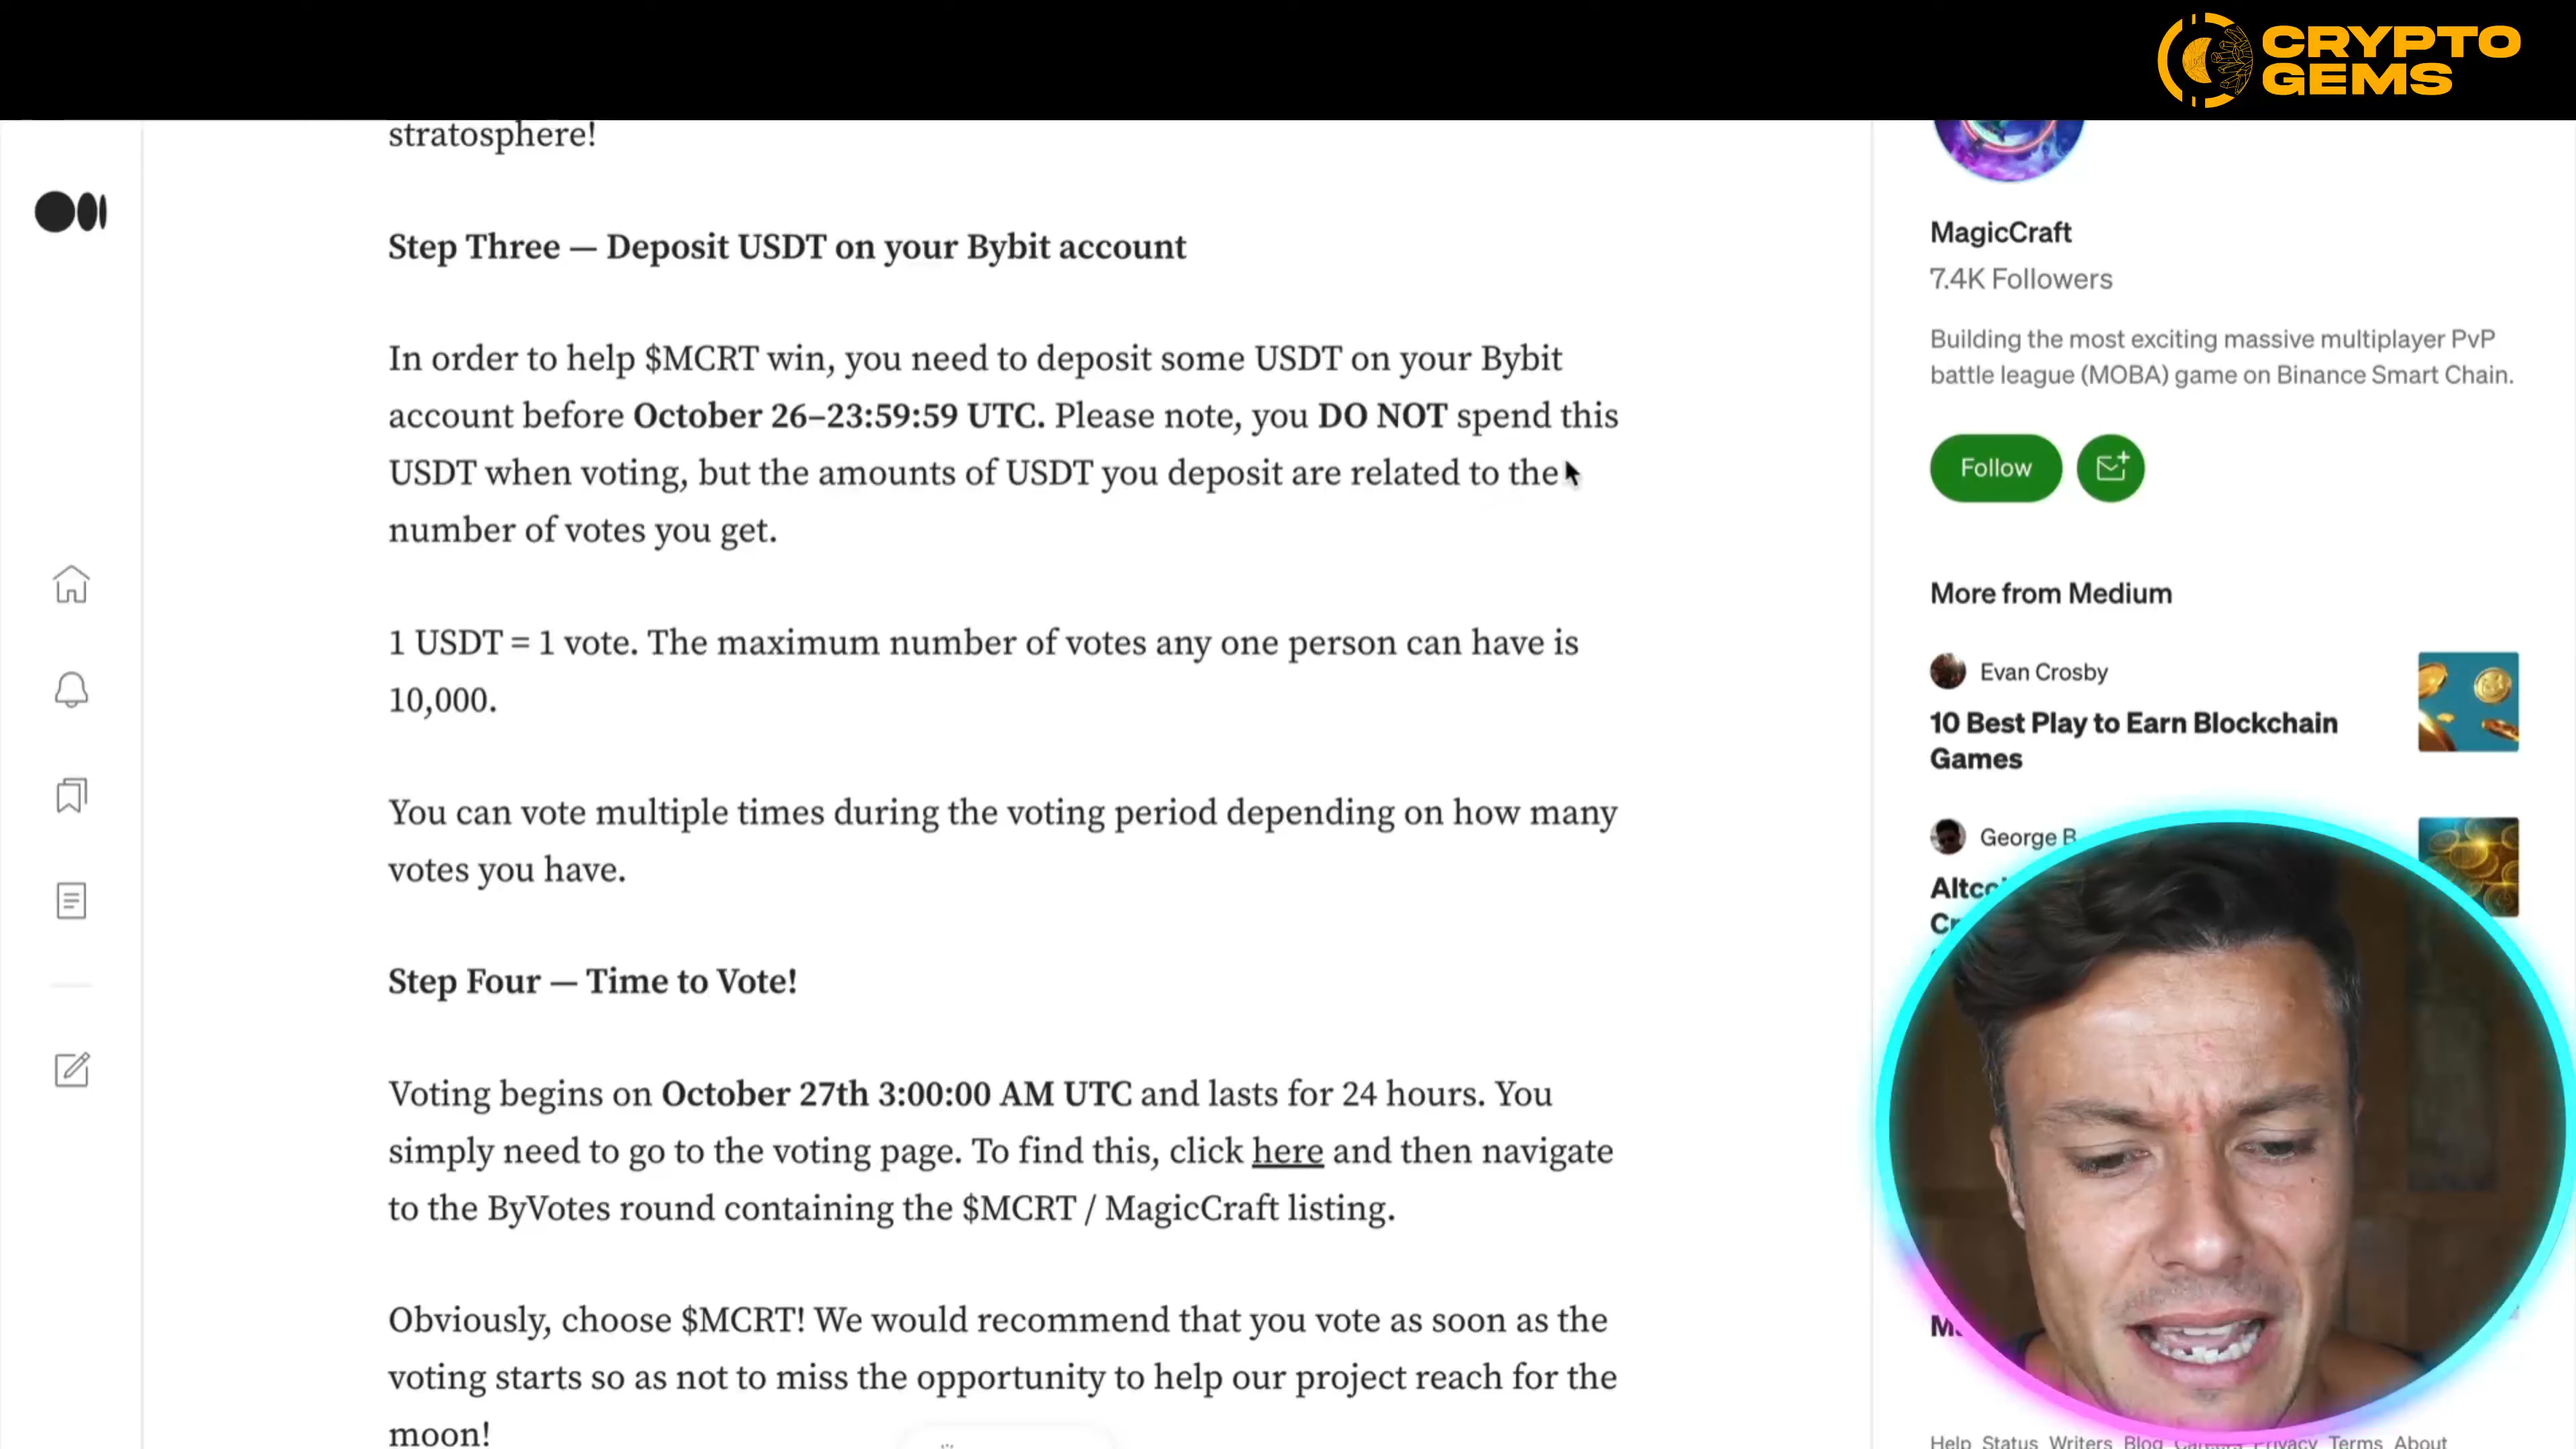 CRYPTO
GEMS
stratosphere!
Step Three — Deposit USDT on your Bybit account
In order to help $MCRT win, you need to deposit some USDT on your Bybit
account before October 26–23:59:59 UTC. Please note, you DO NOT spend this
USDT when voting, but the amounts of USDT you deposit are related to the
number of votes you get.
1 USDT = 1 vote. The maximum number of votes any one person can have is
10,000.
You can vote multiple times during the voting period depending on how many
votes you have.
Step Four — Time to Vote!
Voting begins on October 27th 3:00:00 AM UTC and lasts for 24 hours. You
simply need to go to the voting page. To find this, click here and then navigate
to the ByVotes round containing the $MCRT / MagicCraft listing.
Obviously, choose $MCRT! We would recommend that you vote as soon as the
voting starts so as not to miss the opportunity to help our project reach for the
moon!
MagicCraft
7.4K Followers
Building the most exciting massive multiplayer PvP
battle league (MOBA) game on Binance Smart Chain.
Follow
More from Medium
Evan Crosby
10 Best Play to Earn Blockchain
Games
George B
Help Status Writers Blog Careers Privacy Terms About